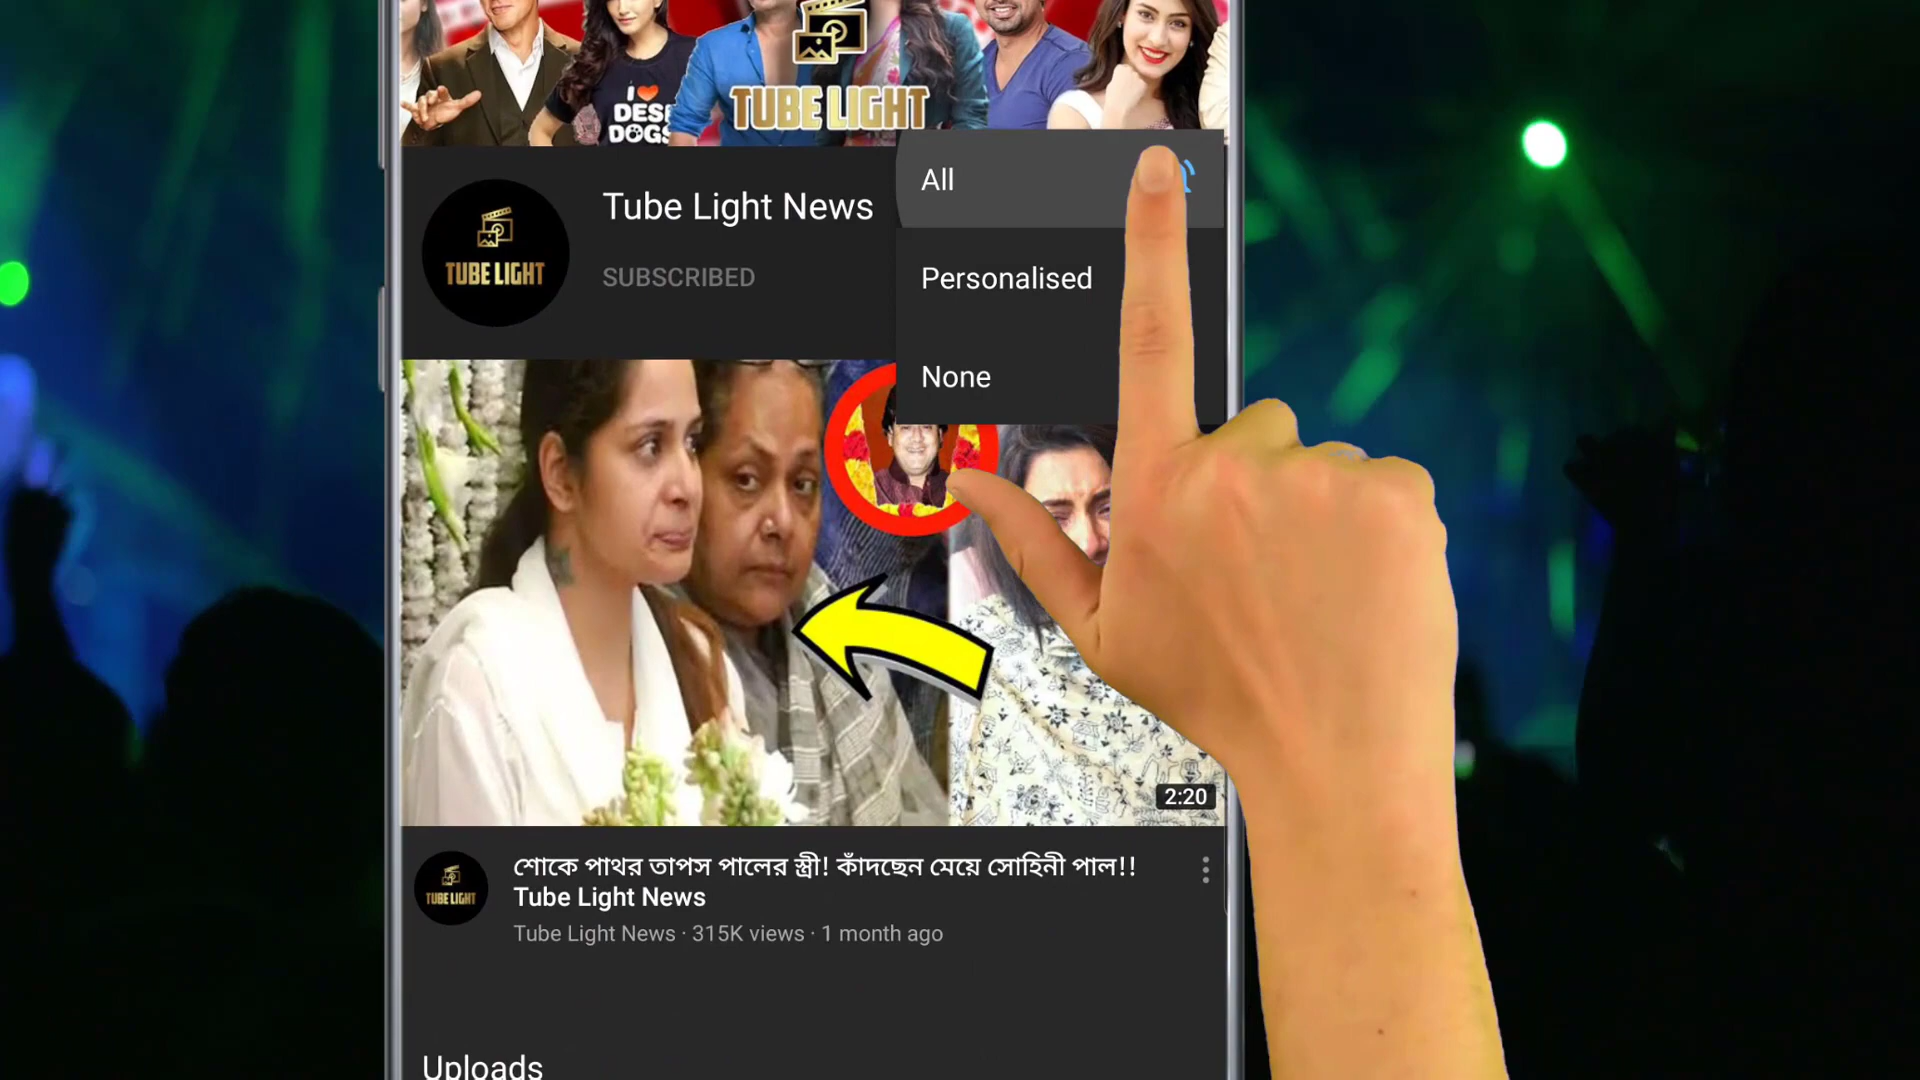 I
DESI
DOGS
TUBE LIGHT
Tube Light News
SUBSCRIBED
TUBE LIGHT
All
Personalised
None
2:20
শোকে পাথর তাপস পালের স্ত্রী! কাঁদছেন মেয়ে সোহিনী পাল!!
Tube Light News
Tube Light News · 315K views · 1 month ago
TUBE LIGHT
Uploads